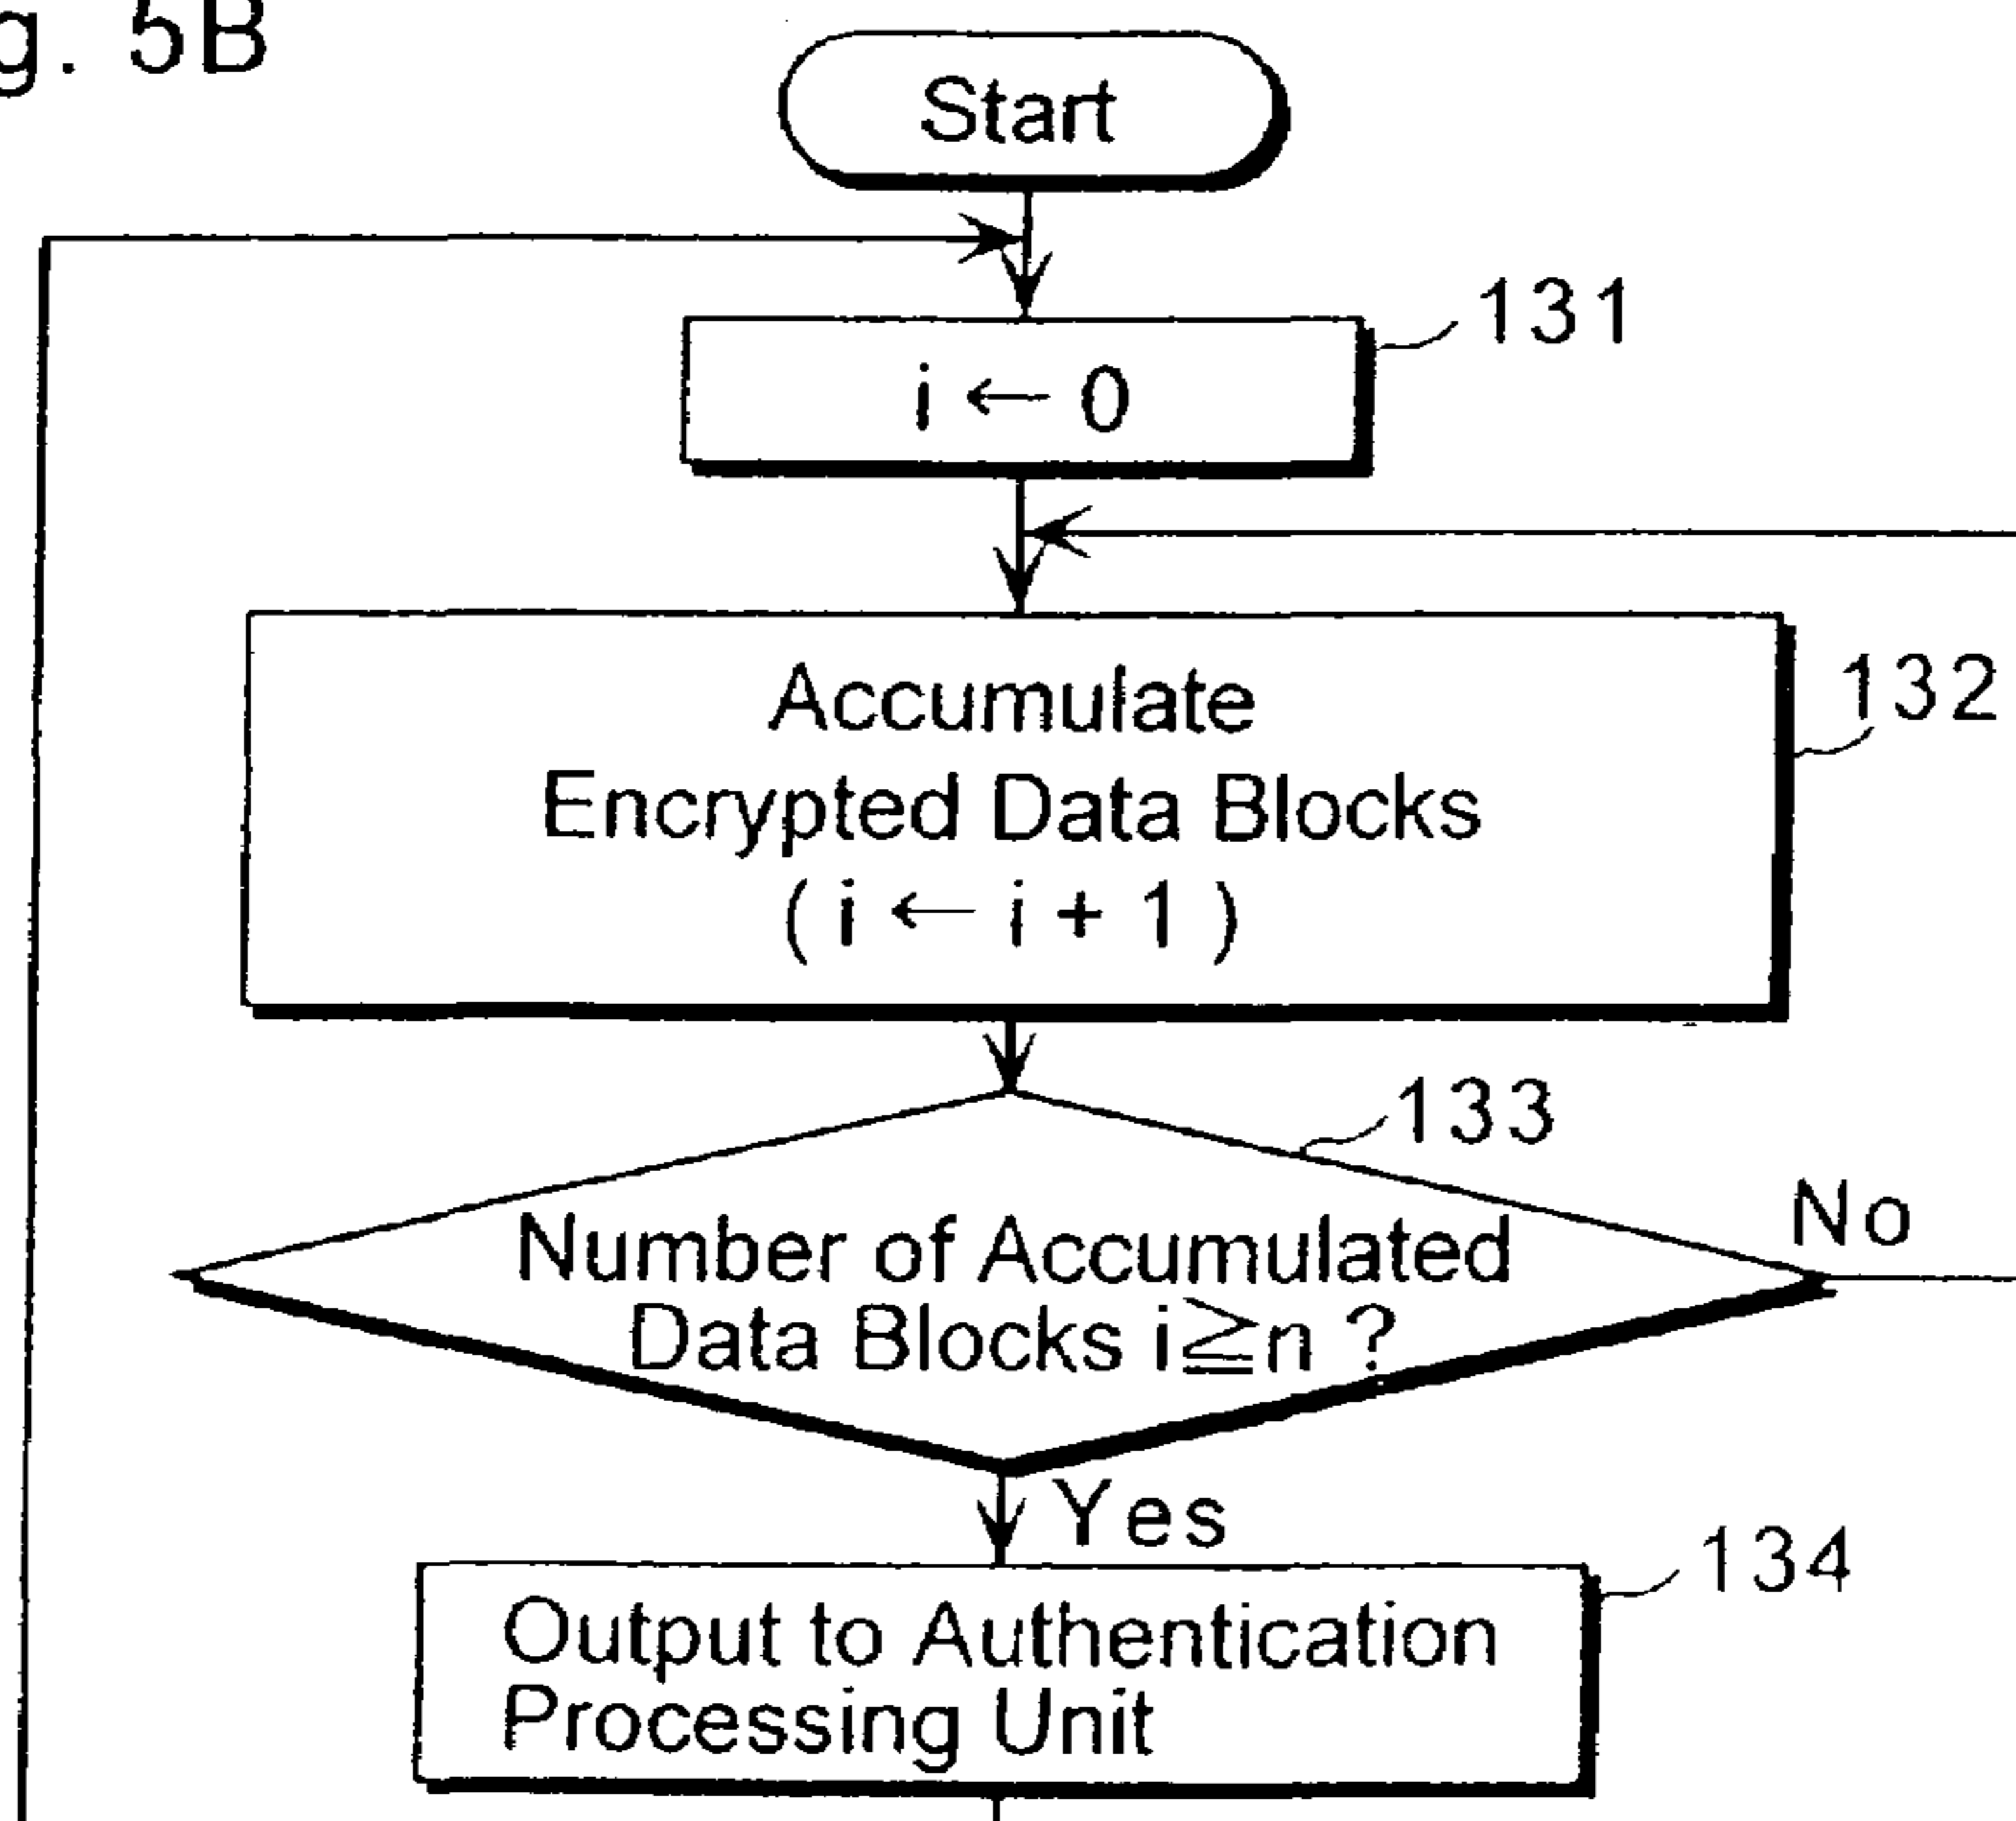 g. 5B
Start
131
i ← 0
132
Accumulate
Encrypted Data Blocks
( i ← i + 1 )
133
Number of Accumulated
Data Blocks i≧n ?
No
Yes
134
Output to Authentication
Processing Unit